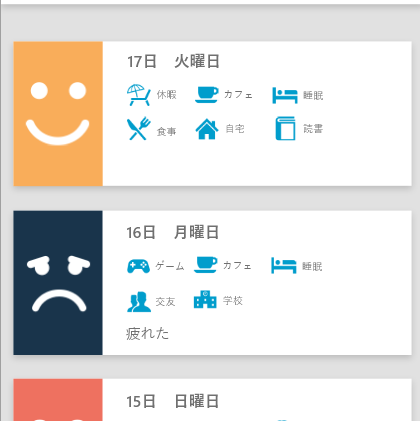 17日 火曜日
休暇 カフェ 睡眠
食事 自宅 読書
16日 月曜日
ゲーム カフェ 睡眠
交友 学校
疲れた
15日 日曜日